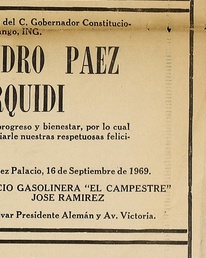 del C. Gobernador Constitucio-
ango, ING.
DRO PAEZ
RQUIDI
progreso y bienestar, por lo cual
iarle nuestras respetuosas felici-
ez Palacio, 16 de Septiembre de 1969.
CIO GASOLINERA "EL CAMPESTRE"
JOSE RAMIREZ
var Presidente Alemán y Av. Victoria.